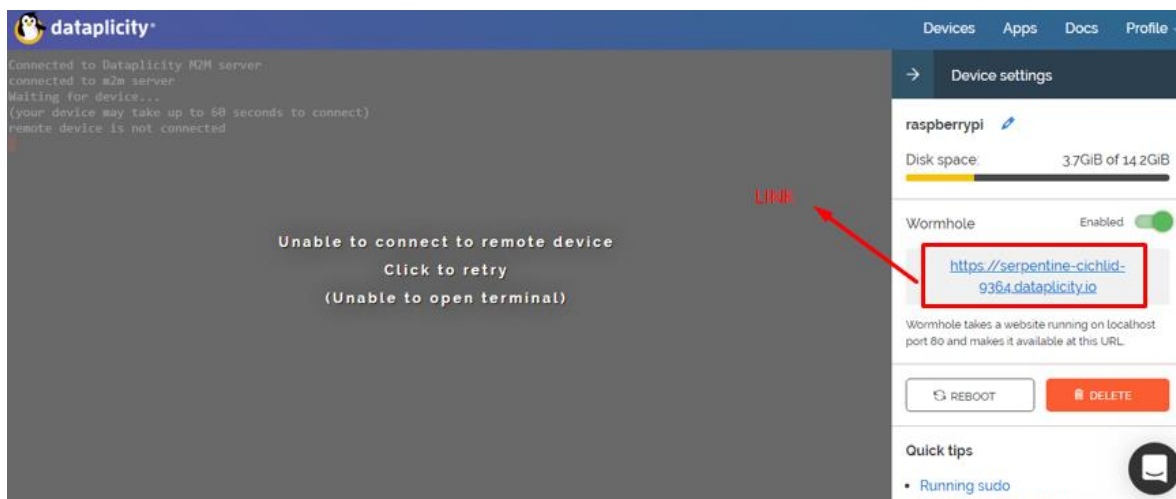 dataplicity
Devices Apps Docs Profile
Connected to Dataplicity M2M server
connected to m2m server
Waiting for device...
(your device may take up to 60 seconds to connect)
remote device is not connected
Unable to connect to remote device
Click to retry
(Unable to open terminal)
LINK
Device settings
raspberrypi
Disk space: 3.7GiB of 14.2GiB
Wormhole Enabled
https://serpentine-cichlid-
9364.dataplicity.io
Wormhole takes a website running on localhost
port 80 and makes it available at this URL.
REBOOT DELETE
Quick tips
• Running sudo